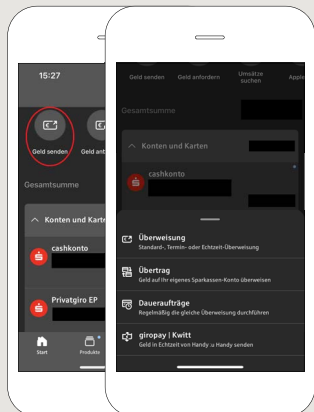 15:27
Geld senden
Geld ant
Gesamtsumme
Konten und Karte
cashkonto
Privatgiro EP
Start
Produkte
Geld senden
Geld anfordern
Umsätze
suchen
Apple
Gesamtsumme
Konten und Karten
cashkonto
Überweisung
Standard-, Termin- oder Echtzeit-Überweisung
Übertrag
Geld auf Ihr eigenes Sparkassen-Konto überweisen
Daueraufträge
Regelmäßig die gleiche Überweisung durchführen
giropay | Kwitt
Geld in Echtzeit von Handy :u Handy senden